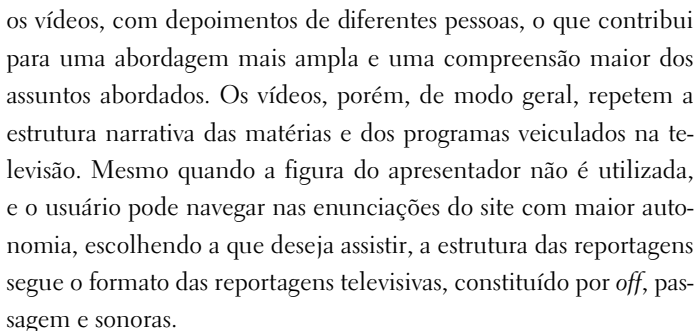 os vídeos, com depoimentos de diferentes pessoas, o que contribui
para uma abordagem mais ampla e uma compreensão maior dos
assuntos abordados. Os vídeos, porém, de modo geral, repetem a
estrutura narrativa das matérias e dos programas veiculados na te-
levisão. Mesmo quando a figura do apresentador não é utilizada,
e o usuário pode navegar nas enunciações do site com maior auto-
nomia, escolhendo a que deseja assistir, a estrutura das reportagens
segue o formato das reportagens televisivas, constituído por off, pas-
sagem e sonoras.